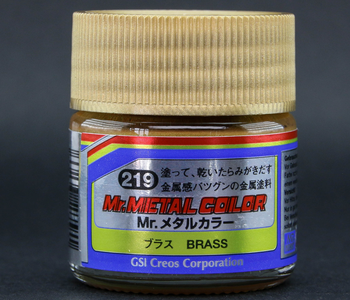 219
塗って、乾いたらみがきだす
金属感バツグンの金属塗料
Mr.METAL COLOR
Mr.メタルカラー
ブラス BRASS
GSI Creos Corporation